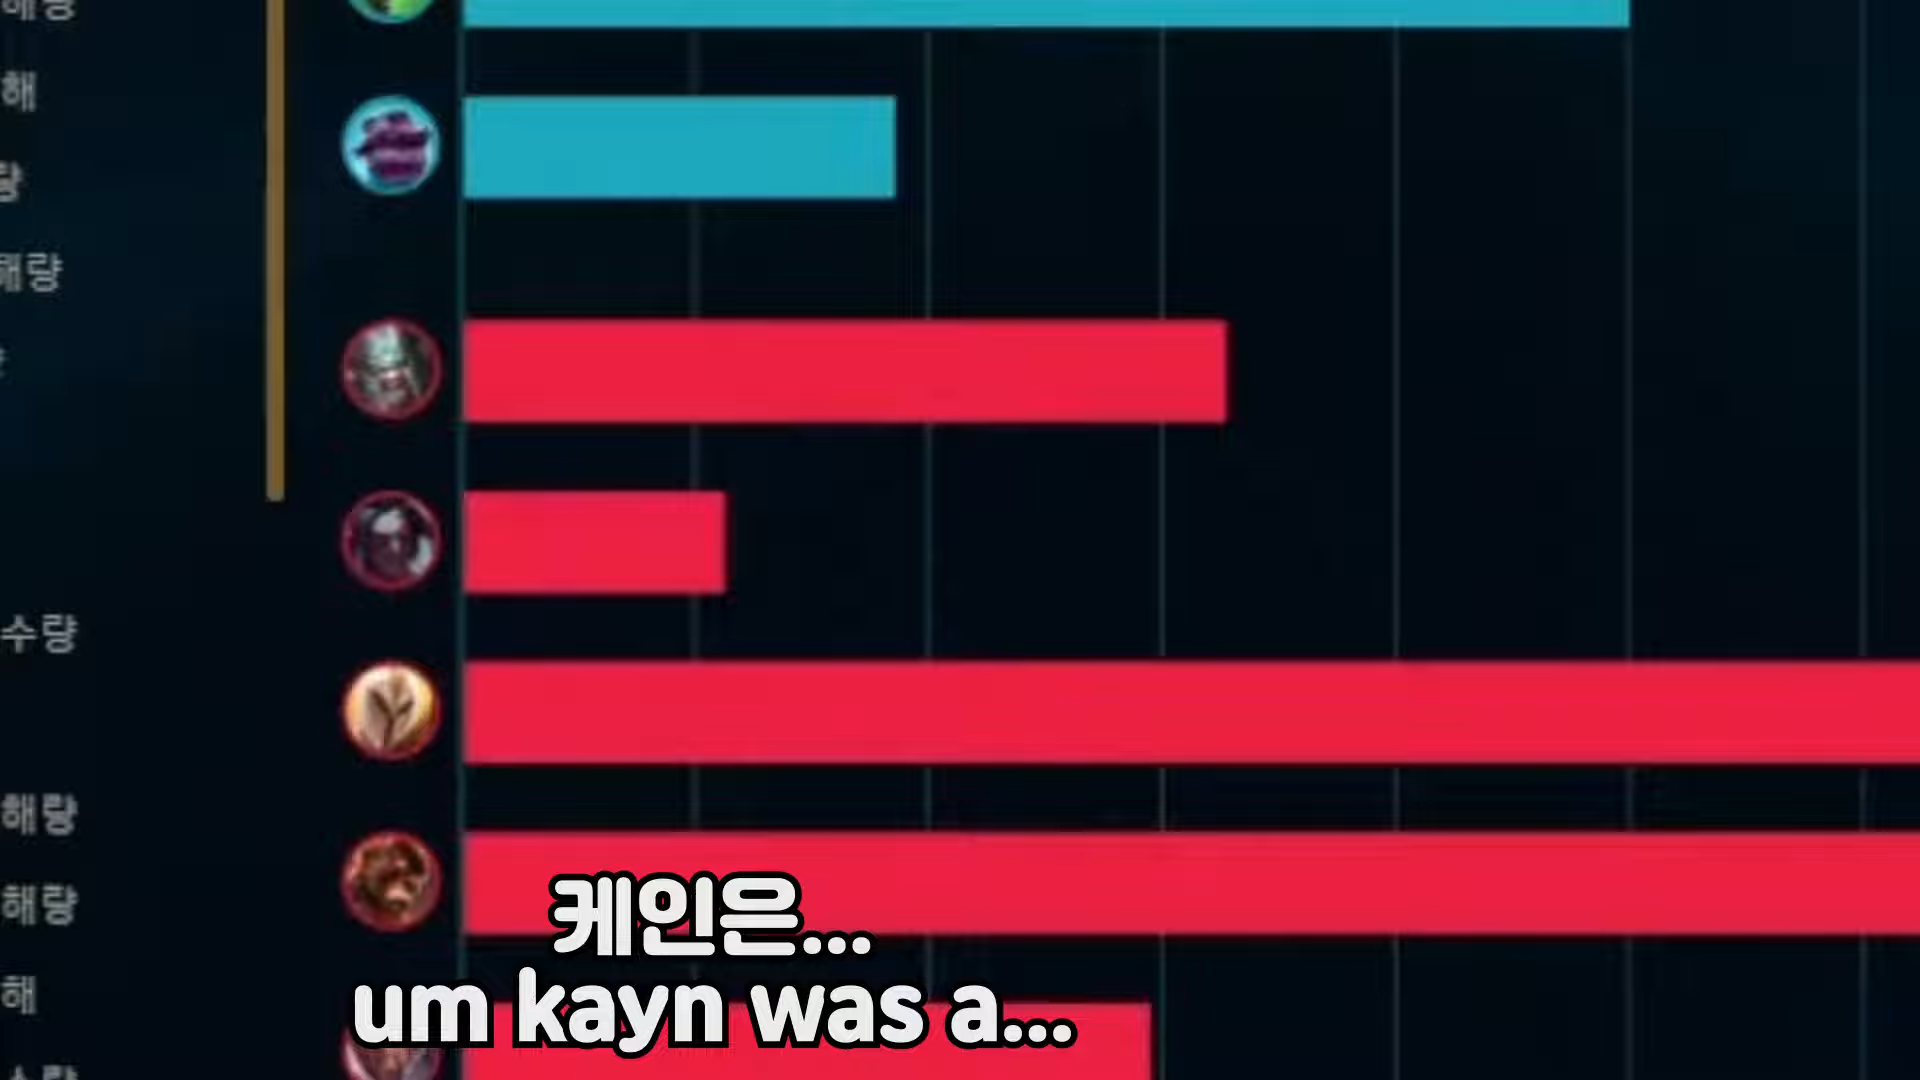 해
해량
수량
해량
해량
해
케인은...
um kayn was a...